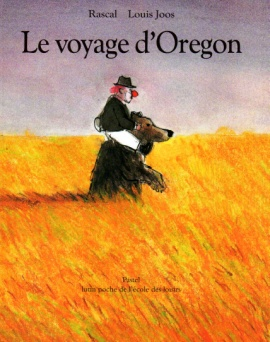 Rascal Louis Joos
Le voyage d'Oregon
Pastel
lutin poche de l'école des loisirs